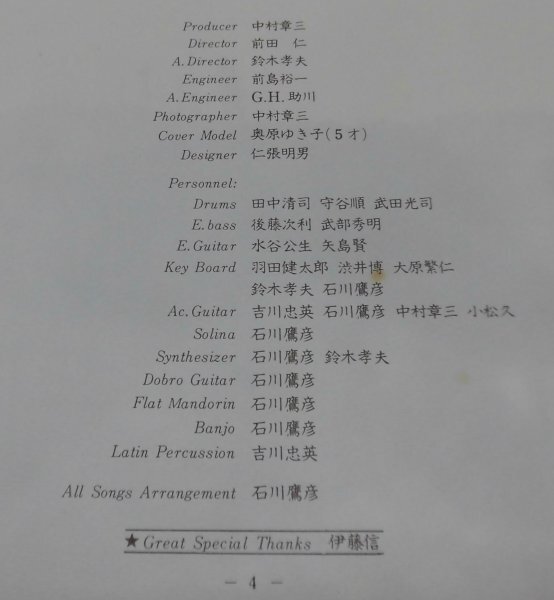 Producer 中村章三
Director 前田 仁
A.Director 鈴木孝夫
Engineer 前島裕一
A.Engineer G.H.助川
Photographer 中村章三
Cover Model 奥原ゆき子(5才)
Designer 仁張明男
Personnel:
Drums 田中清司 守谷順 武田光司
E.bass 後藤次利 武部秀明
E.Guitar 水谷公生 矢島賢
Key Board 羽田健太郎 渋井博 大原繁仁
鈴木孝夫 石川鷹彦
Ac.Guitar 吉川忠英 石川鷹彦 中村章三 小松久
Solina 石川鷹彦
Synthesizer 石川鷹彦 鈴木孝夫
Dobro Guitar 石川鷹彦
Flat Mandorin 石川鷹彦
Banjo 石川鷹彦
Latin Percussion 吉川忠英
All Songs Arrangement 石川鷹彦
★Great Special Thanks 伊藤信
- 4 -